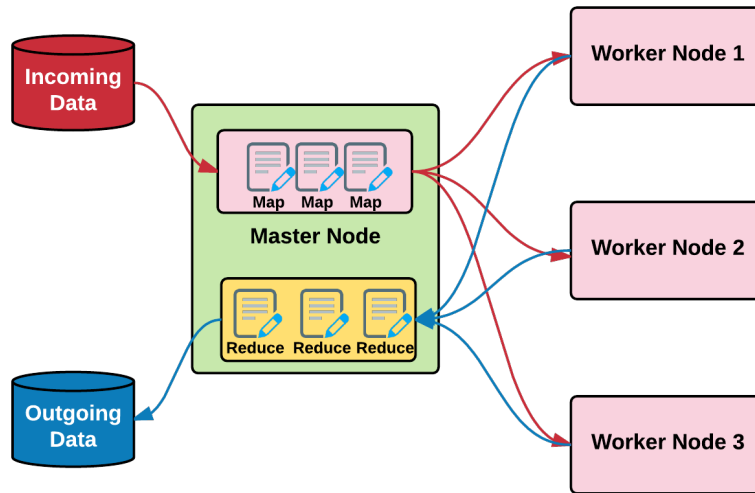 Incoming
Data
Worker Node 1
Map Map Map
Master Node
Worker Node 2
Reduce Reduce Reduce
Outgoing
Data
Worker Node 3